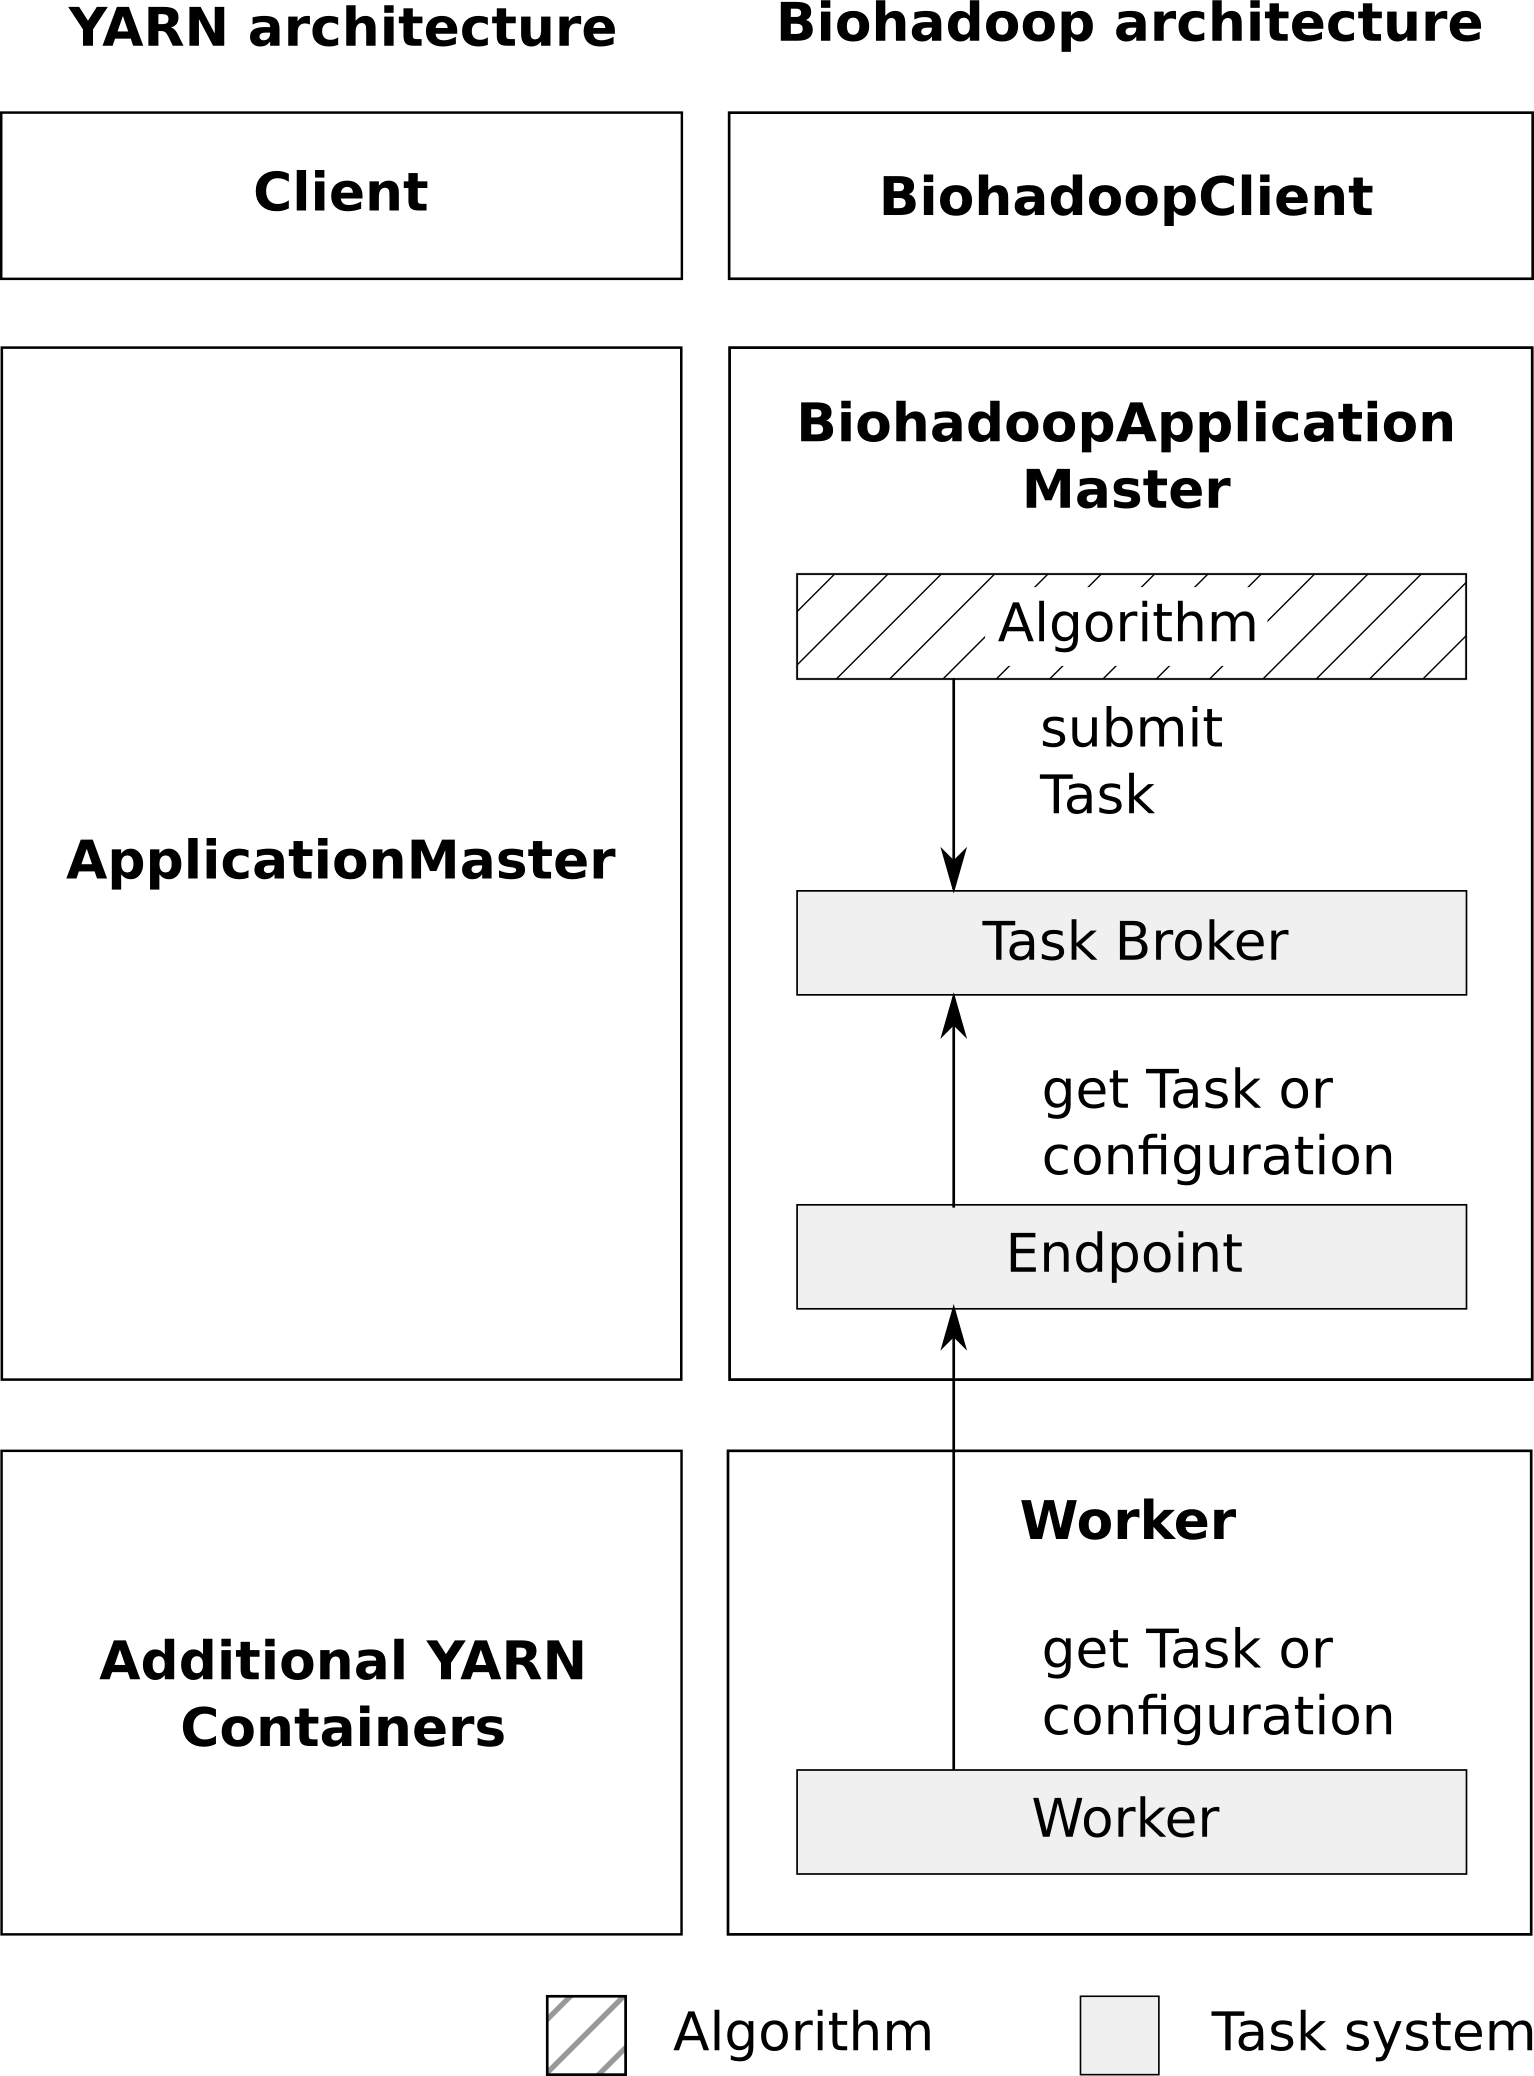 YARN architecture
Biohadoop architecture
Client
BiohadoopClient
ApplicationMaster
BiohadoopApplication
Master
Algorithm
submit
Task
Task Broker
get Task or
configuration
Endpoint
Additional YARN
Containers
Worker
get Task or
configuration
Worker
Algorithm
Task system